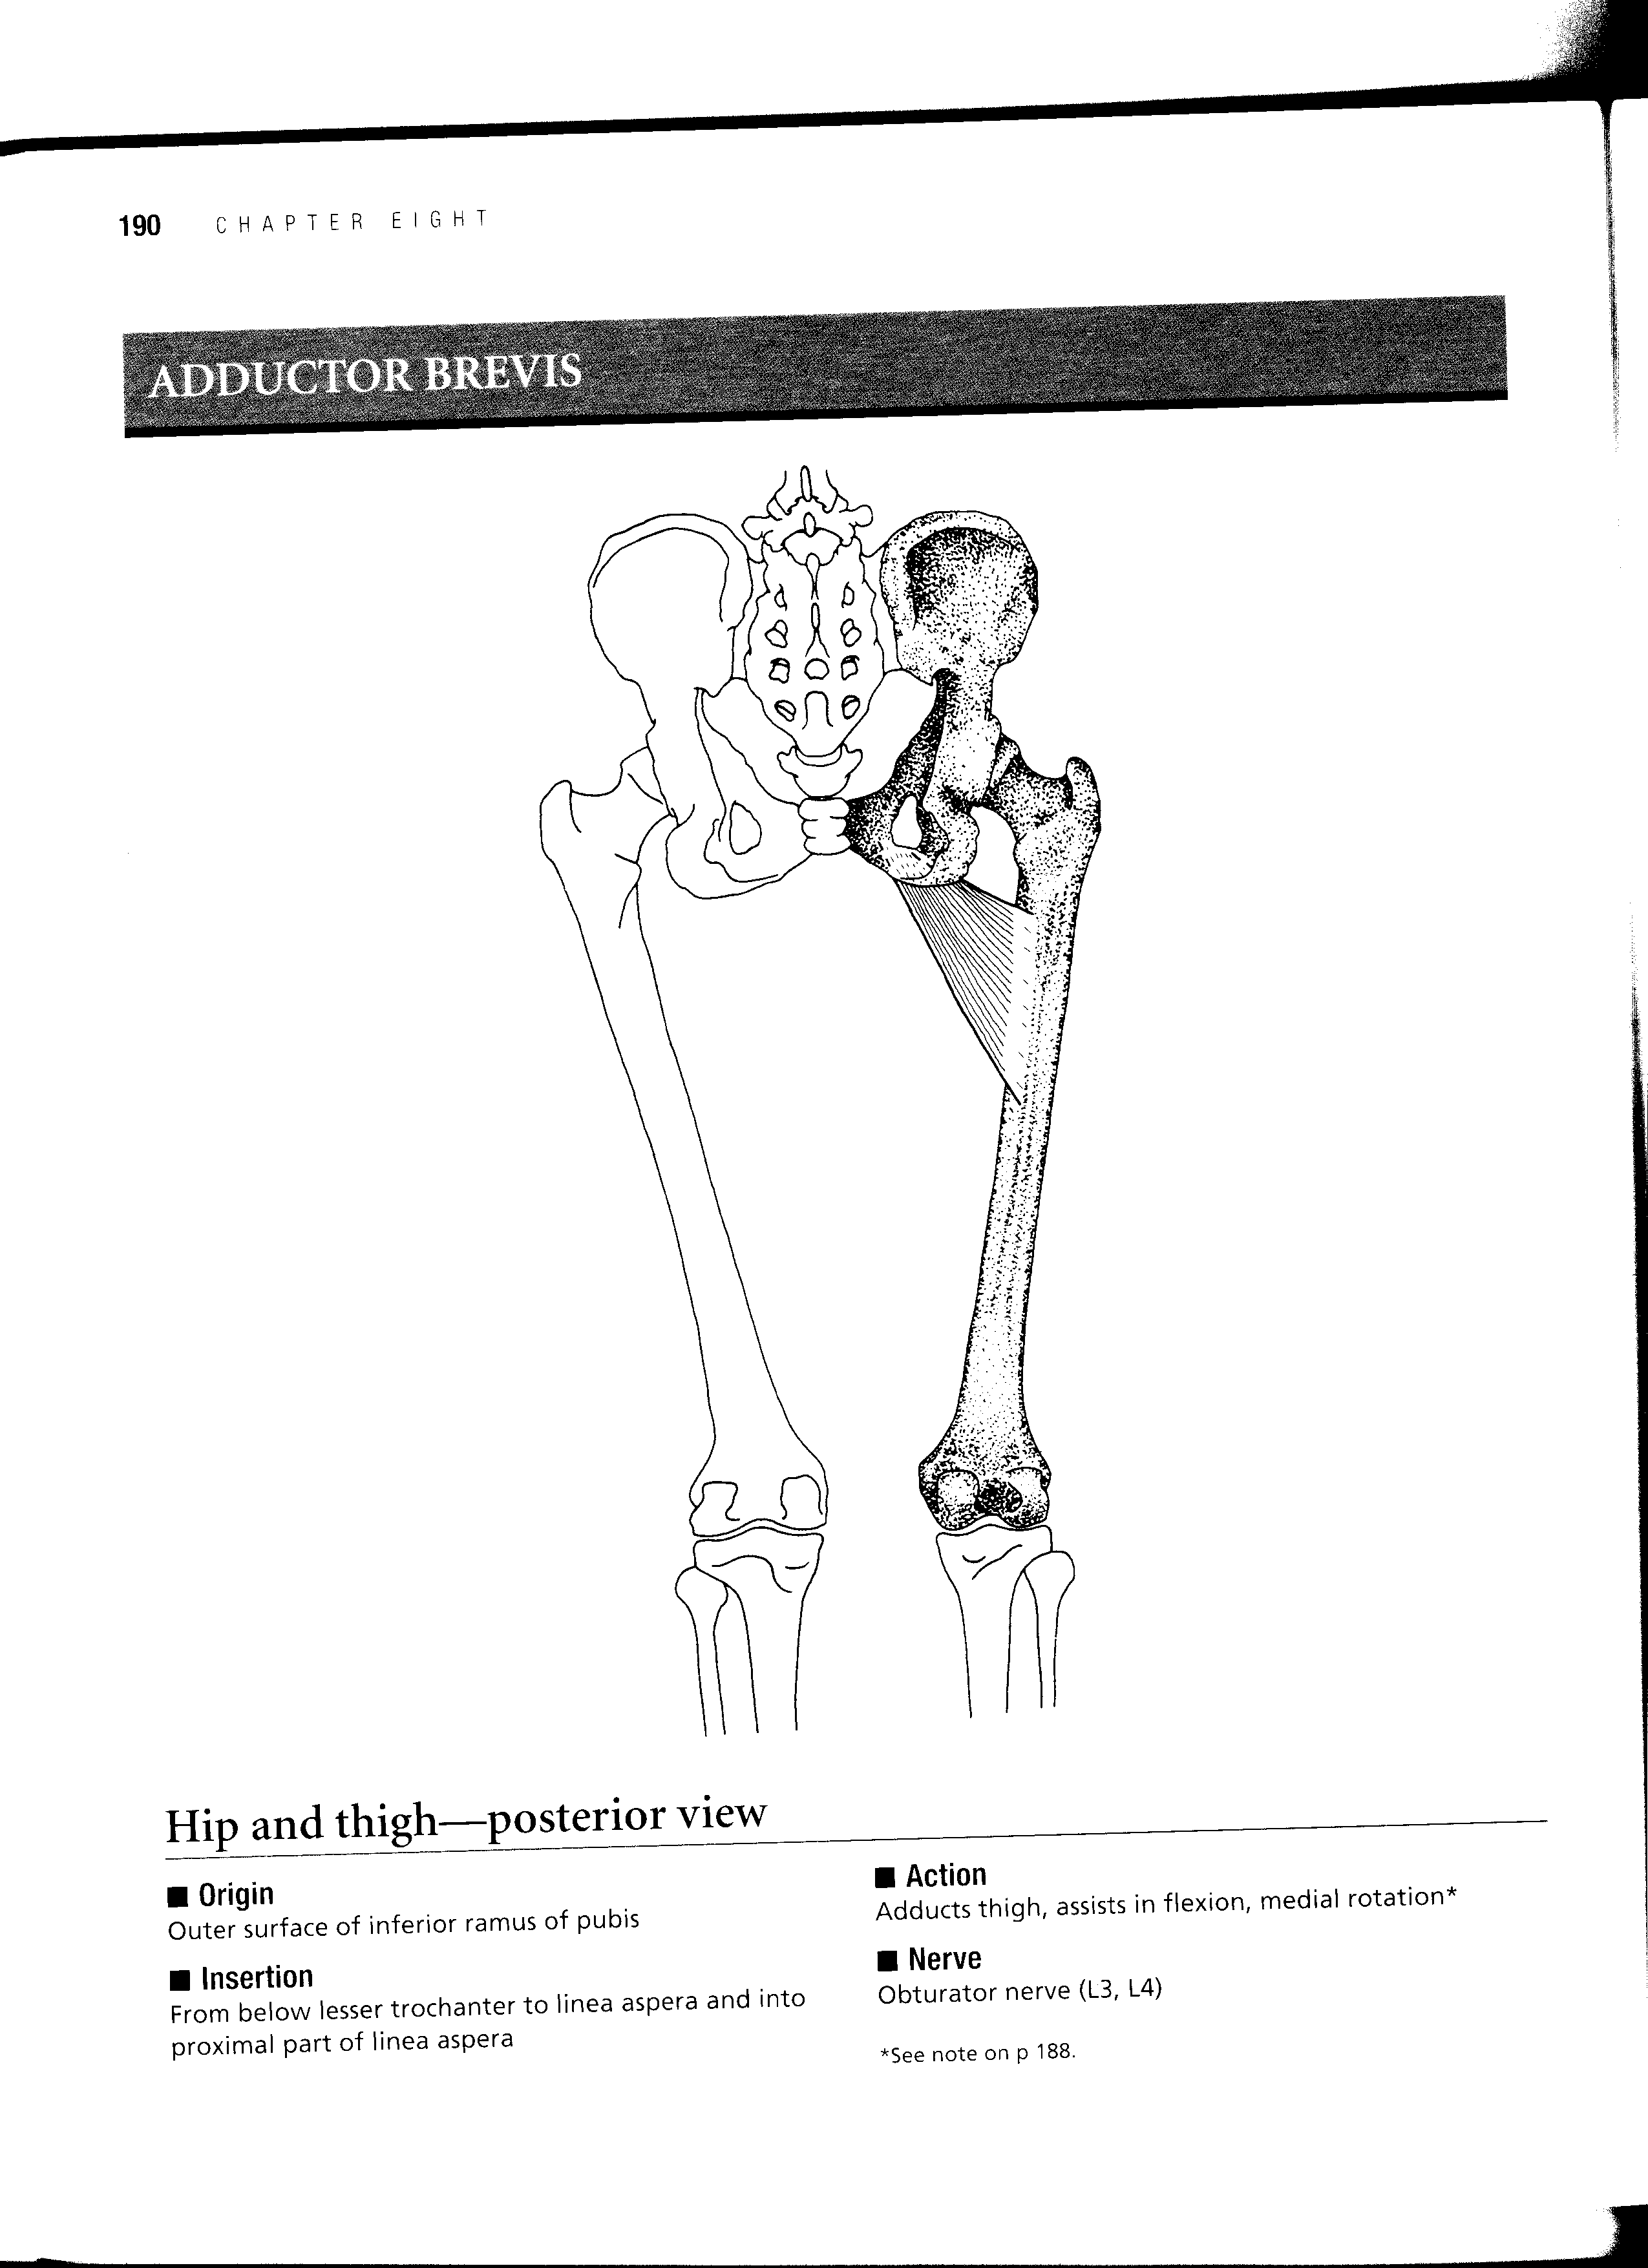 190 CHAPTER EIGHT
ADDUCTOR BREVIS
Hip and thigh—posterior view
■ Origin
Outer surface of inferior ramus of pubis
■ Insertion
From below lesser trochanter to linea aspera and into
proximal part of linea aspera
■ Action
Adducts thigh, assists in flexion, medial rotation*
■ Nerve
Obturator nerve (L3, L4)
*See note on p 188.